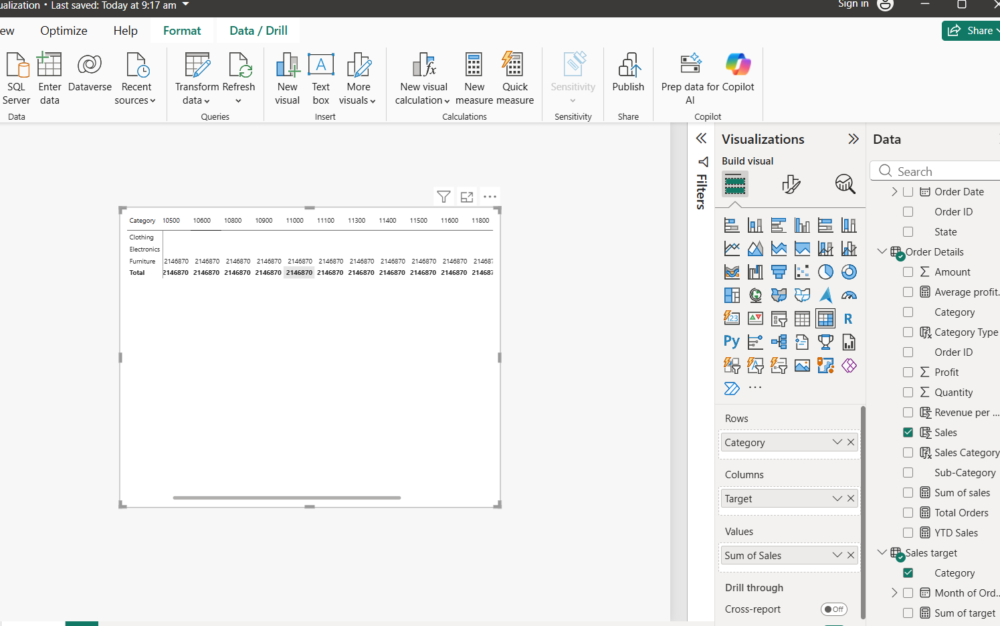 ualization • Last saved: Today at 9:17 am
Sign in
ew Optimize Help Format Data / Drill
Share
SQL Server
Enter data
Dataverse
Recent sources
Transform data
Refresh
New visual
Text box
More visuals
New visual calculation
New measure
Quick measure
Sensitivity
Publish
Prep data for AI
Copilot
Data Queries Insert Calculations Sensitivity Share Copilot
Category 10500 10600 10800 10900 11000 11100 11300 11400 11500 11600 11800
Clothing
Electronics
Furniture 2146870 2146870 2146870 2146870 2146870 2146870 2146870 2146870 2146870 2146870 214687
Total 2146870 2146870 2146870 2146870 2146870 2146870 2146870 2146870 2146870 2146870 214687
Filters
Visualizations
Build visual
123
R
Py
Rows
Category
Columns
Target
Values
Sum of Sales
Drill through
Cross-report
Off
Data
Search
Order Date
Order ID
State
Order Details
Amount
Average profit...
Category
Category Type
Order ID
Profit
Quantity
Revenue per ...
Sales
Sales Category
Sub-Category
Sum of sales
Total Orders
YTD Sales
Sales target
Category
Month of Ord...
Sum of target